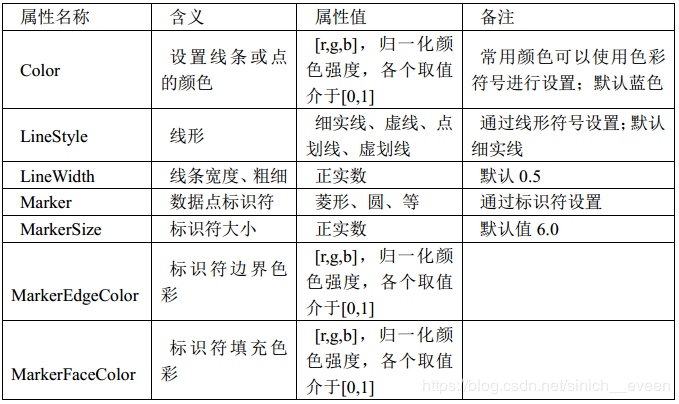 属性名称 含义 属性值 备注
Color 设置线条或点的颜色 [r,g,b]，归一化颜色强度，各个取值介于[0,1] 常用颜色可以使用色彩符号进行设置；默认蓝色
LineStyle 线形 细实线、虚线、点划线、虚划线 通过线形符号设置；默认细实线
LineWidth 线条宽度、粗细 正实数 默认 0.5
Marker 数据点标识符 菱形、圆、等 通过标识符设置
MarkerSize 标识符大小 正实数 默认值 6.0
MarkerEdgeColor 标识符边界色彩 [r,g,b]，归一化颜色强度，各个取值介于[0,1]
MarkerFaceColor 标识符填充色彩 [r,g,b]，归一化颜色强度，各个取值介于[0,1]
https://blog.csdn.net/sinich__eveen